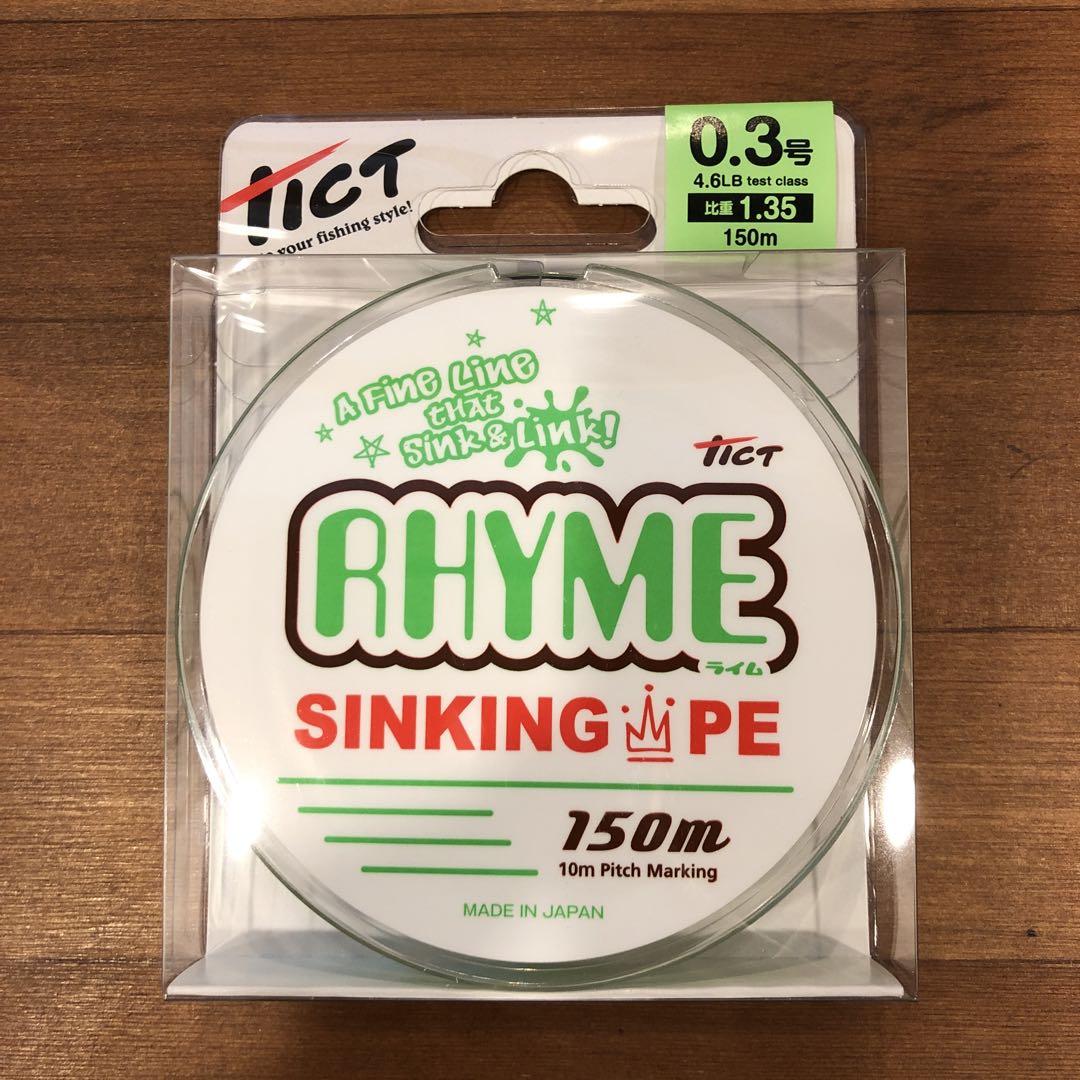 TICT
your fishing style!
0.3号
4.6LB test class
比重 1.35
150m
A Fine Line
that
Sink & Link!
TICT
RHYME
ライム
SINKING PE
150m
10m Pitch Marking
MADE IN JAPAN